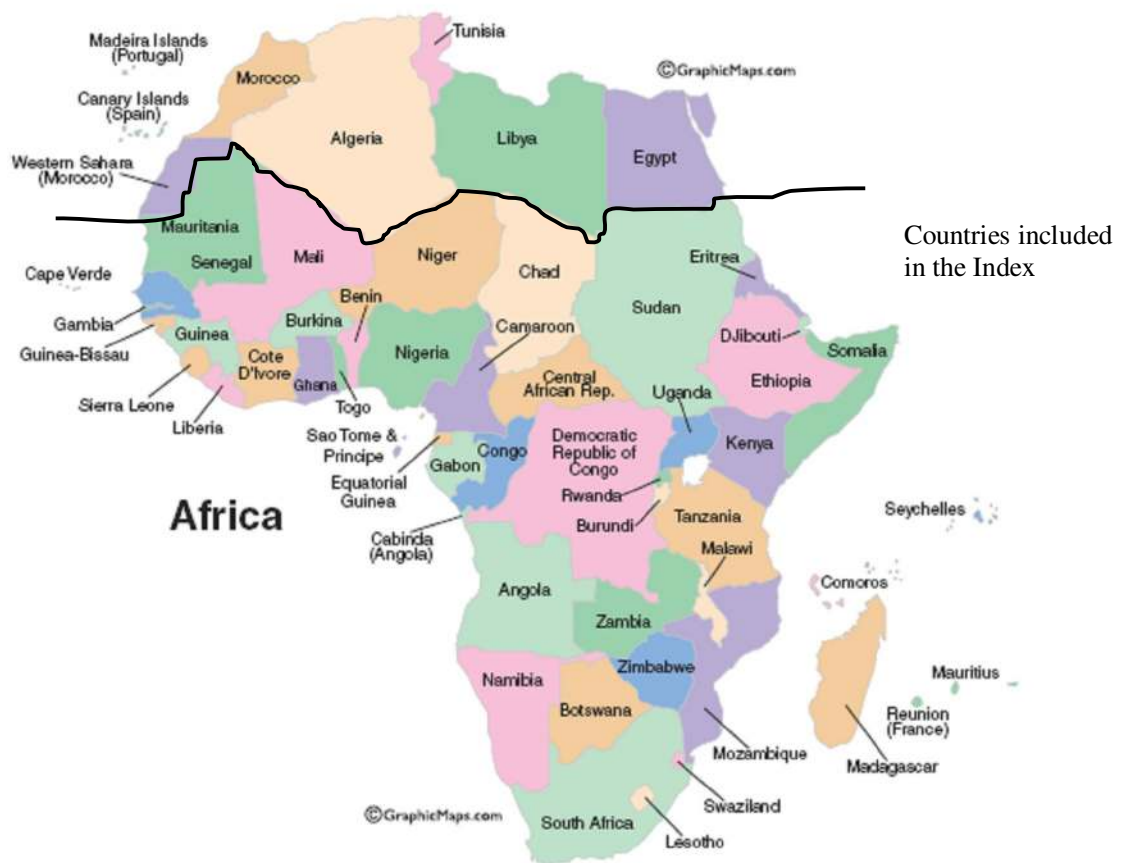 Madeira Islands
(Portugal)
Tunisia
©GraphicMaps.com
Morocco
Canary Islands
(Spain)
Algeria
Libya
Egypt
Western Sahara
(Morocco)
Mauritania
Countries included
in the Index
Senegal
Mali
Niger
Chad
Eritrea
Cape Verde
Sudan
Benin
Gambia
Burkina
Camaroon
DJibouti
Guinea
Guinea-Bissau
Nigeria
Somalia
Cote
D'Ivore
Central
African Rep.
Ethiopia
Ghana
Uganda
Sierra Leone
Togo
Liberia
Sao Tome &
Principe
Congo
Democratic
Republic of
Congo
Kenya
Gabon
Equatorial
Guinea
Rwanda
Africa
Burundi
Tanzania
Seychelles
Cabinda
(Angola)
Malawi
Comoros
Angola
Zambia
Zimbabwe
Namibia
Mauritius
Botswana
Reunion
(France)
Mozambique
Madagascar
Swaziland
©GraphicMaps.com
South Africa
Lesotho